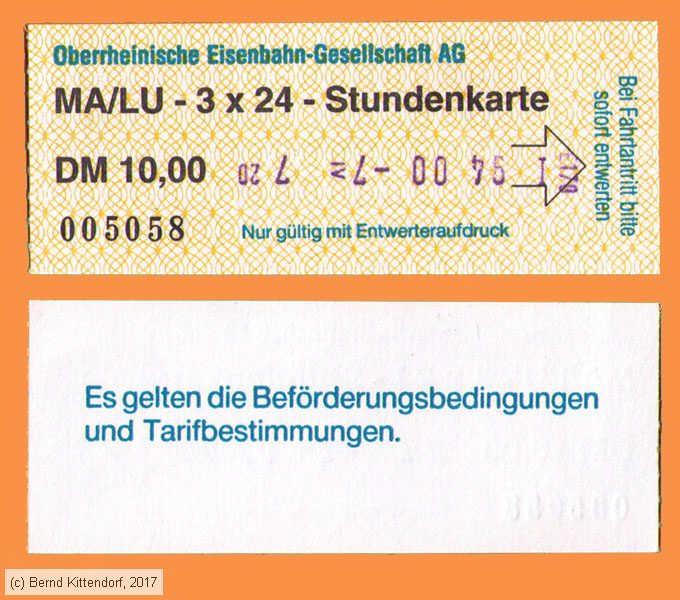 Oberrheinische Eisenbahn-Gesellschaft AG
MA/LU - 3 x 24 - Stundenkarte
DM 10,00
005058
Nur gültig mit Entwerteraufdruck
Bei Fahrtantritt bitte
sofort entwerten
Es gelten die Beförderungsbedingungen
und Tarifbestimmungen.
(c) Bernd Kittendorf, 2017